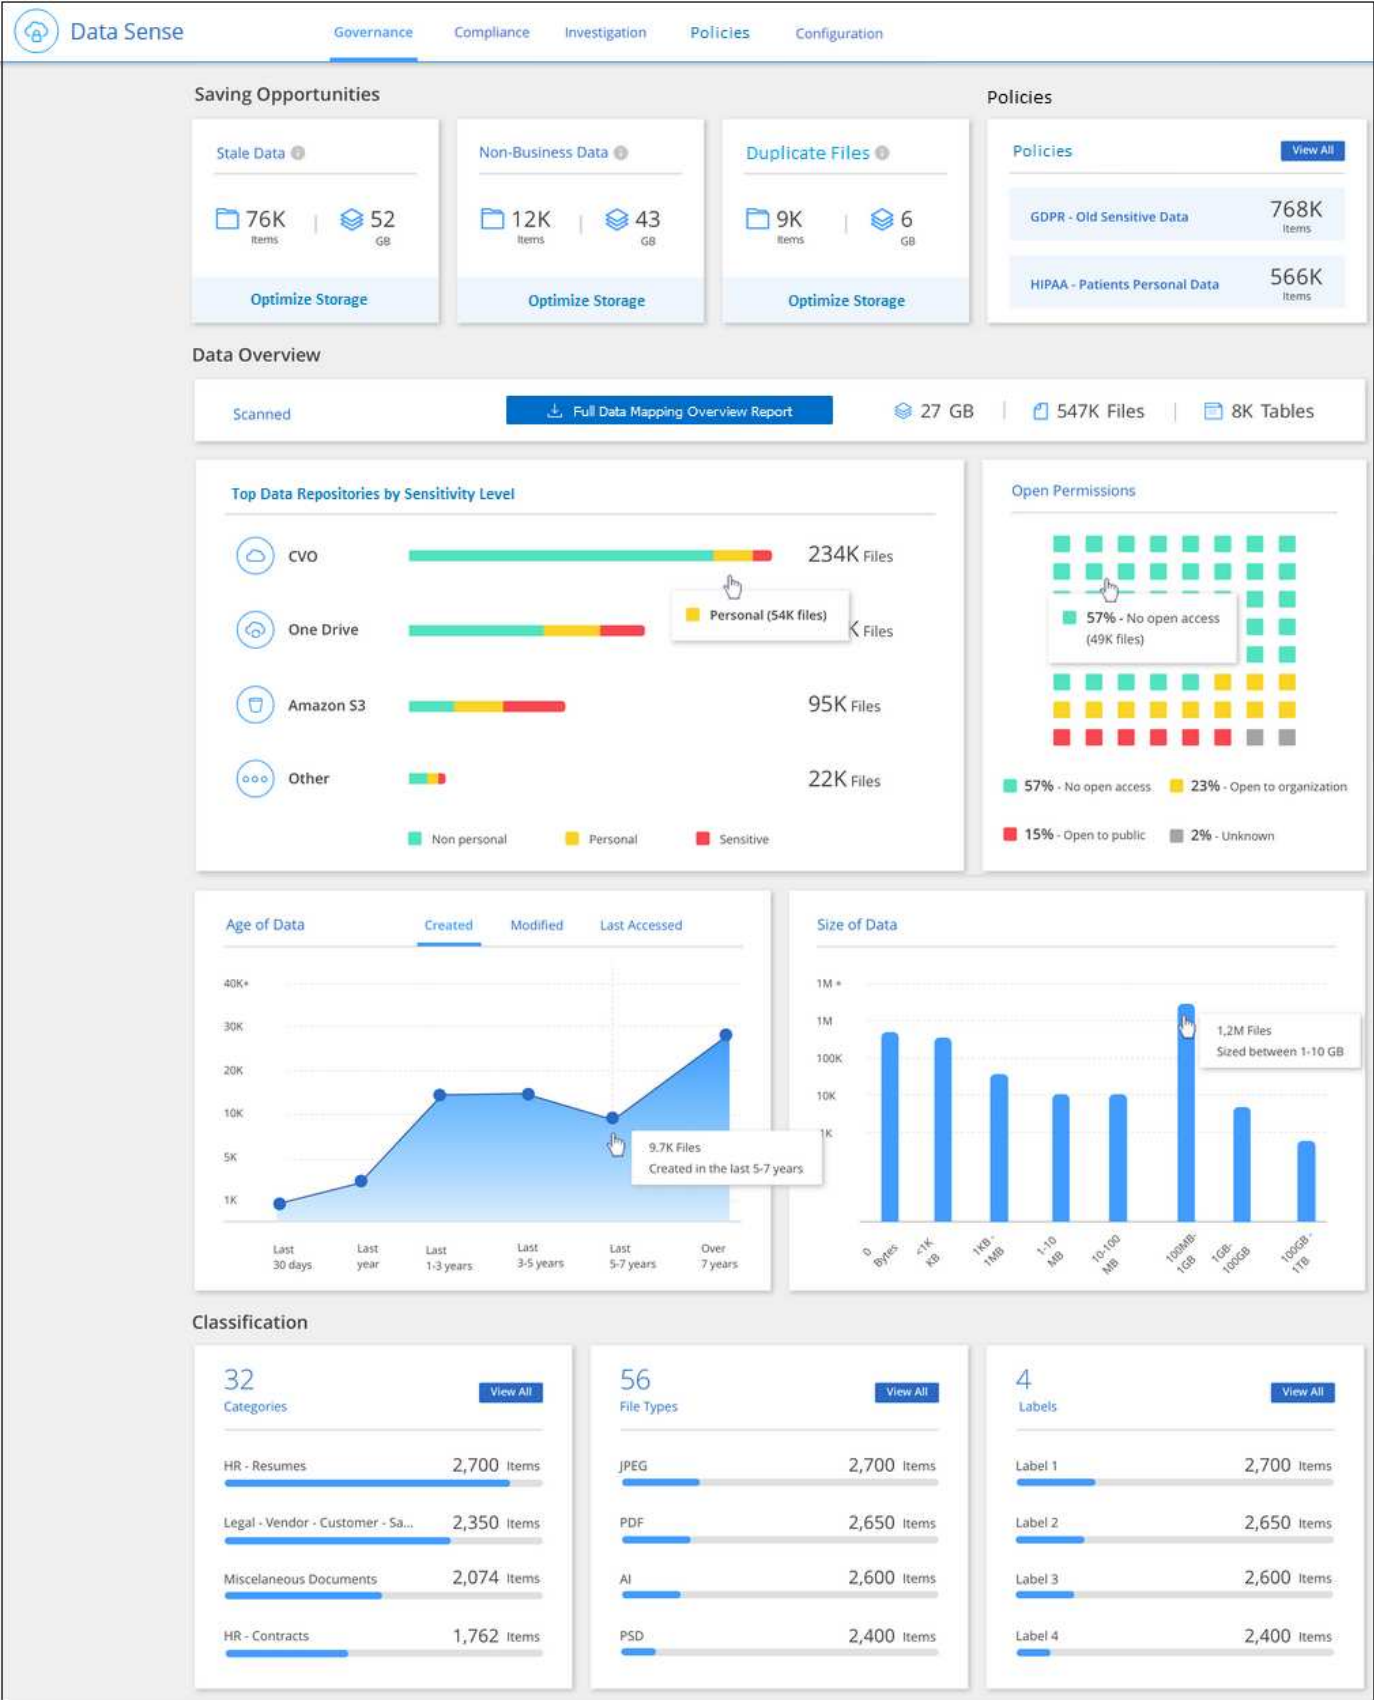 Data Sense
Governance Compliance Investigation Policies Configuration
Saving Opportunities
Policies
Stale Data
76K Items | 52 GB
Optimize Storage
Non-Business Data
12K Items | 43 GB
Optimize Storage
Duplicate Files
9K Items | 6 GB
Optimize Storage
Policies View All
GDPR - Old Sensitive Data 768K Items
HIPAA - Patients Personal Data 566K Items
Data Overview
Scanned Full Data Mapping Overview Report 27 GB | 547K Files | 8K Tables
Top Data Repositories by Sensitivity Level
CVO 234K Files
Personal (54K files)
One Drive K Files
Amazon S3 95K Files
Other 22K Files
Non personal Personal Sensitive
Open Permissions
57% - No open access
(49K files)
57% - No open access 23% - Open to organization
15% - Open to public 2% - Unknown
Age of Data Created Modified Last Accessed
40K+
30K
20K
10K
5K
1K
9.7K Files
Created in the last 5-7 years
Last 30 days
Last year
Last 1-3 years
Last 3-5 years
Last 5-7 years
Over 7 years
Size of Data
1M +
1M
100K
10K
1K
1,2M Files
Sized between 1-10 GB
0 Bytes
<1K KB
1KB - 1MB
1-10 MB
10-100 MB
100MB- 1GB
1GB- 100GB
100GB - 1TB
Classification
32 View All
Categories
HR - Resumes 2,700 Items
Legal - Vendor - Customer - Sa... 2,350 Items
Miscelaneous Documents 2,074 Items
HR - Contracts 1,762 Items
56 View All
File Types
JPEG 2,700 Items
PDF 2,650 Items
AI 2,600 Items
PSD 2,400 Items
4 View All
Labels
Label 1 2,700 Items
Label 2 2,650 Items
Label 3 2,600 Items
Label 4 2,400 Items